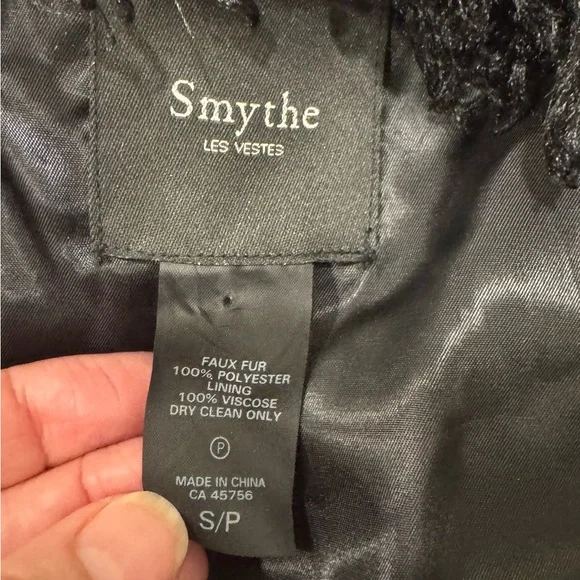 Smythe
LES VESTES
FAUX FUR
100% POLYESTER
LINING
100% VISCOSE
DRY CLEAN ONLY
P
MADE IN CHINA
CA 45756
S/P